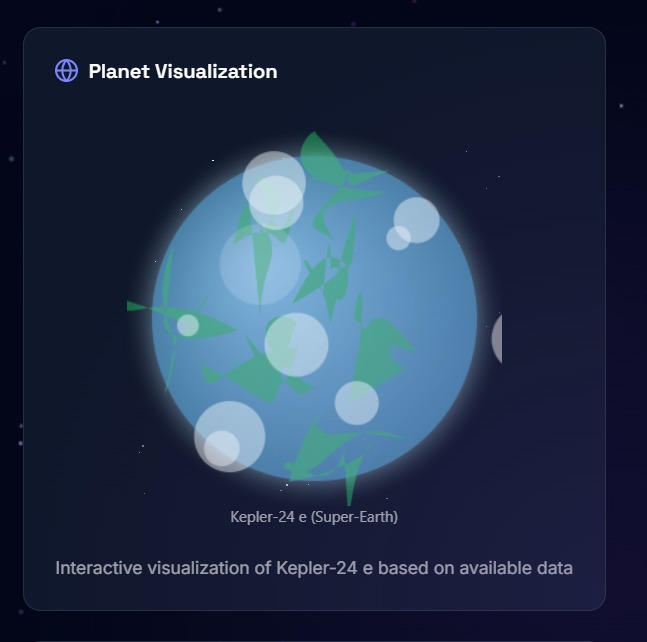 Planet Visualization
Kepler-24 e (Super-Earth)
Interactive visualization of Kepler-24 e based on available data